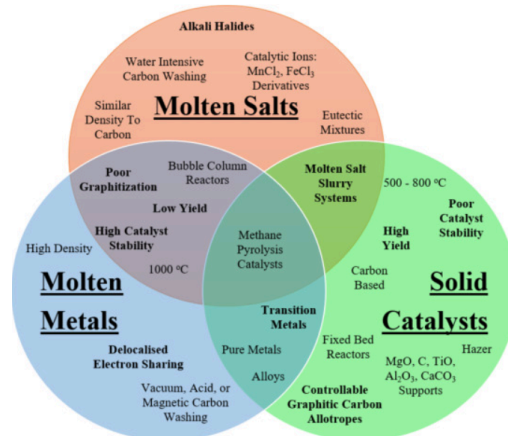 Alkali Halides
Water Intensive
Carbon Washing
Catalytic Ions:
MnCl₂, FeCl₃
Derivatives
Similar
Density To
Carbon
Molten Salts
Eutectic
Mixtures
Poor
Graphitization
Bubble Column
Reactors
Molten Salt
Slurry
Systems
500 - 800 ºC
Poor
Catalyst
Stability
Low Yield
High Catalyst
Stability
High
Yield
High Density
Methane
Pyrolysis
Catalysts
1000 ºC
Carbon
Based
Molten
Metals
Solid
Catalysts
Transition
Metals
Delocalised
Electron Sharing
Pure Metals
Alloys
Fixed Bed
Reactors
Hazer
MgO, C, TiO,
Al₂O₃, CaCO₃
Supports
Vacuum, Acid, or
Magnetic Carbon
Washing
Controllable
Graphitic Carbon
Allotropes